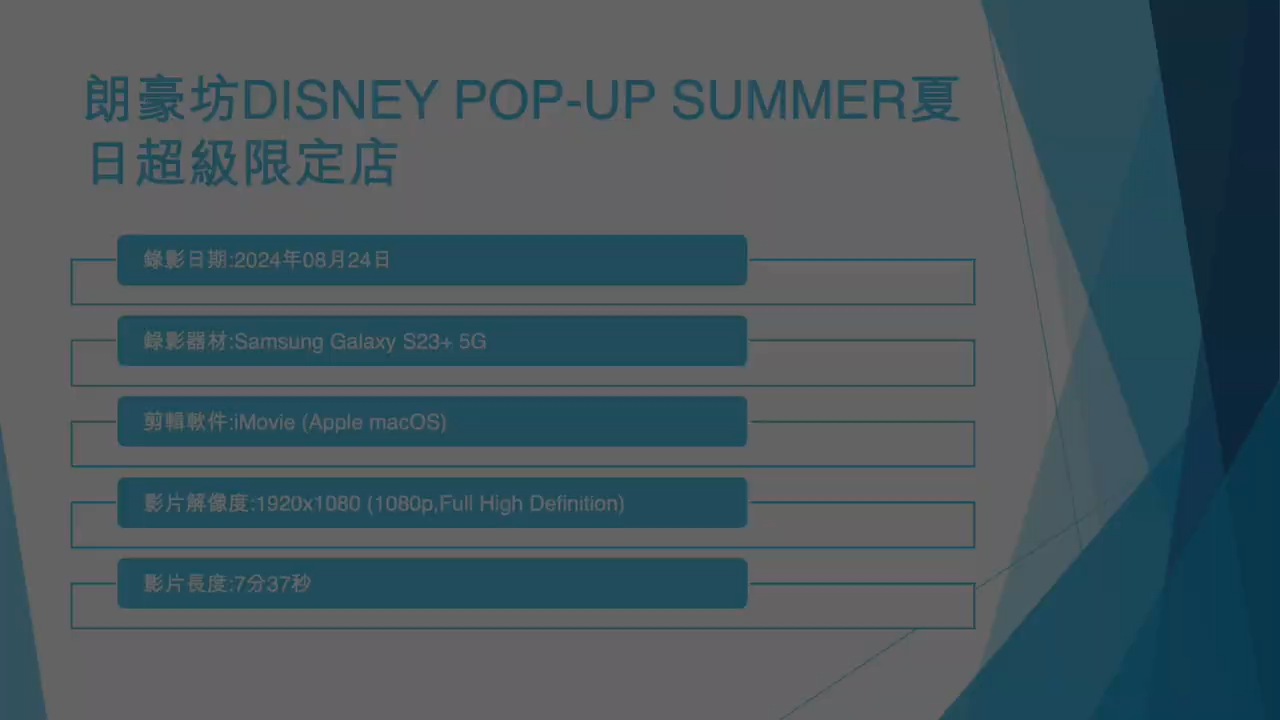 朗豪坊DISNEY POP-UP SUMMER夏
日超級限定店
錄影日期:2024年08月24日
錄影器材:Samsung Galaxy S23+ 5G
剪輯軟件:iMovie (Apple macOS)
影片解像度:1920x1080 (1080p,Full High Definition)
影片長度:7分37秒